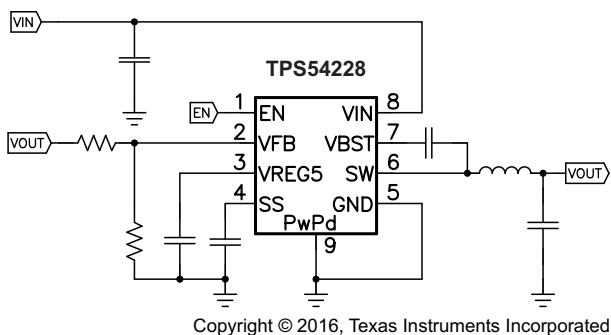 VIN
TPS54228
1 EN VIN 8
EN
VOUT 2 VFB VBST 7
3 VREG5 SW 6 VOUT
4 SS GND 5
PwPd
9
Copyright © 2016, Texas Instruments Incorporated